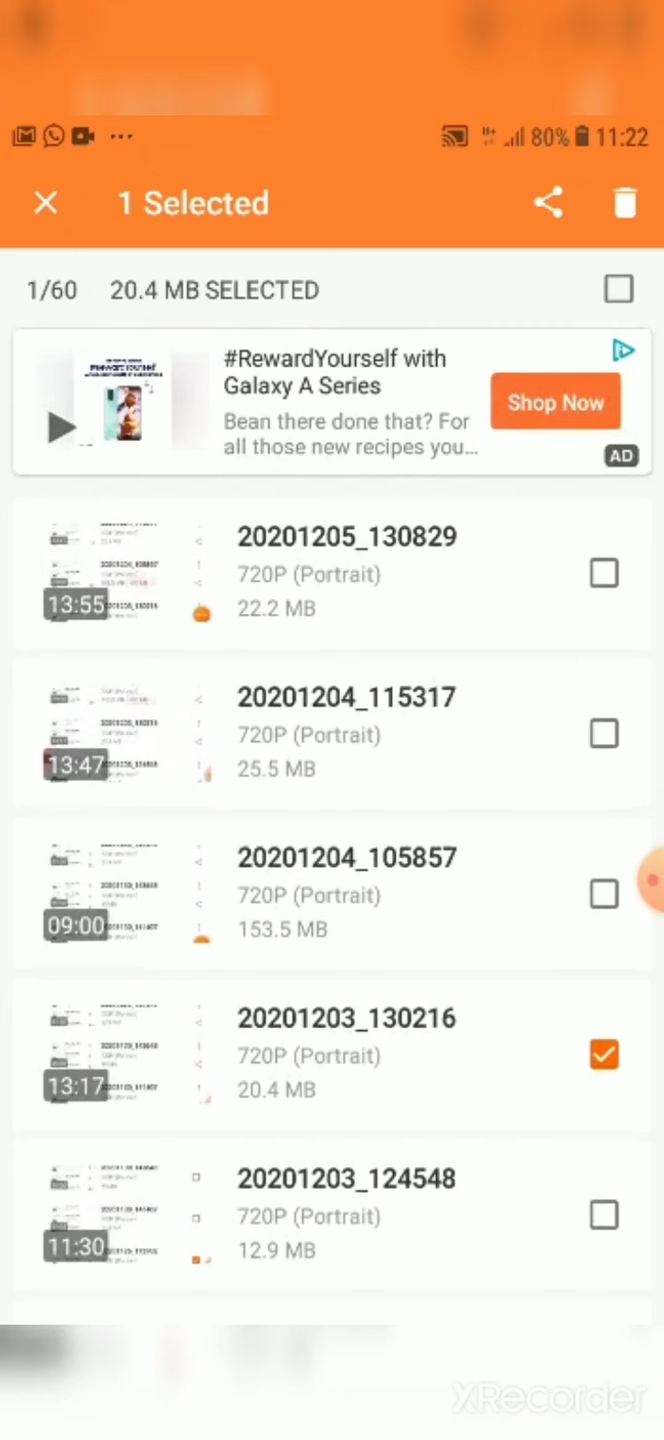 80% 11:22
1 Selected
1/60 20.4 MB SELECTED
#RewardYourself with
Galaxy A Series
Bean there done that? For
all those new recipes you...
Shop Now
AD
20201205_130829
720P (Portrait)
22.2 MB
13:55
20201204_115317
720P (Portrait)
25.5 MB
13:47
20201204_105857
720P (Portrait)
153.5 MB
09:00
20201203_130216
720P (Portrait)
20.4 MB
13:17
20201203_124548
720P (Portrait)
12.9 MB
11:30
XRecorder